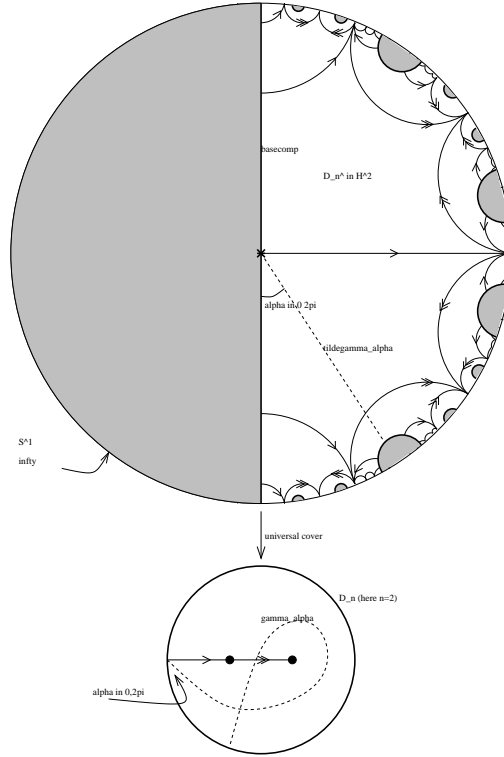 basecomp
D_n^ in H^2
alpha in,0 2pi
tildegamma_alpha
S^1
infty
universal cover
D_n (here n=2)
gamma_alpha
alpha in 0,2pi